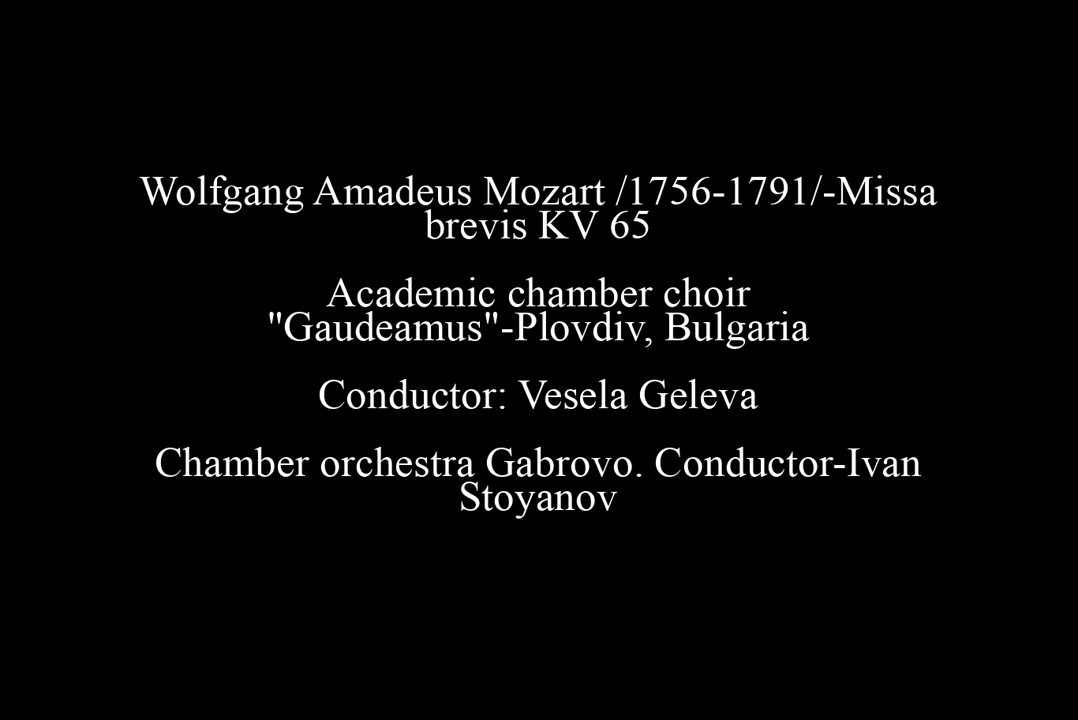 Wolfgang Amadeus Mozart /1756-1791/-Missa
brevis KV 65
Academic chamber choir
"Gaudeamus"-Plovdiv, Bulgaria
Conductor: Vesela Geleva
Chamber orchestra Gabrovo. Conductor-Ivan
Stoyanov